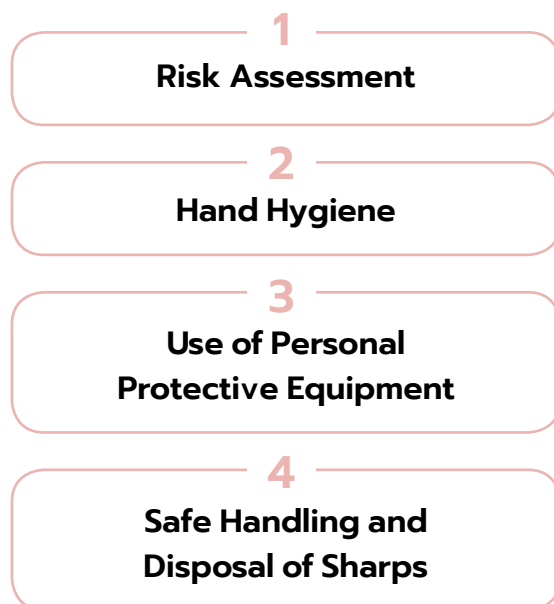 1
Risk Assessment
2
Hand Hygiene
3
Use of Personal
Protective Equipment
4
Safe Handling and
Disposal of Sharps